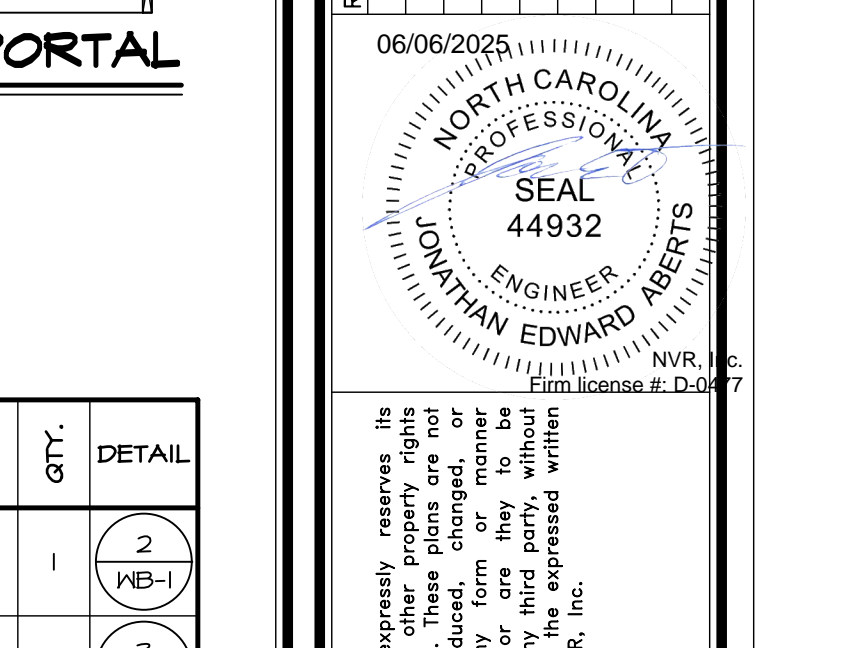 PORTAL
QTY.
DETAIL
1
2
WB-1
06/06/2025
NORTH CAROLINA
PROFESSIONAL
SEAL
44932
ENGINEER
JONATHAN EDWARD ABERTS
NVR, Inc.
Firm license #: D-0477
expressly reserves its
other property rights
. These plans are not
duced, changed, or
form or manner
or are they to be
third party, without
the expressed written
R, Inc.